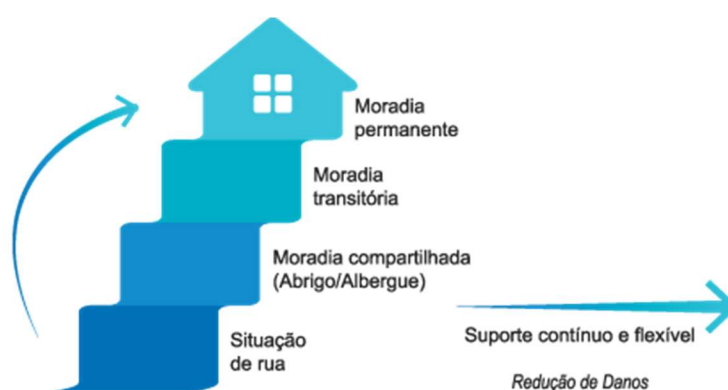 Moradia
permanente
Moradia
transitória
Moradia compartilhada
(Abrigo/Albergue)
Situação
de rua
Suporte contínuo e flexível
Redução de Danos